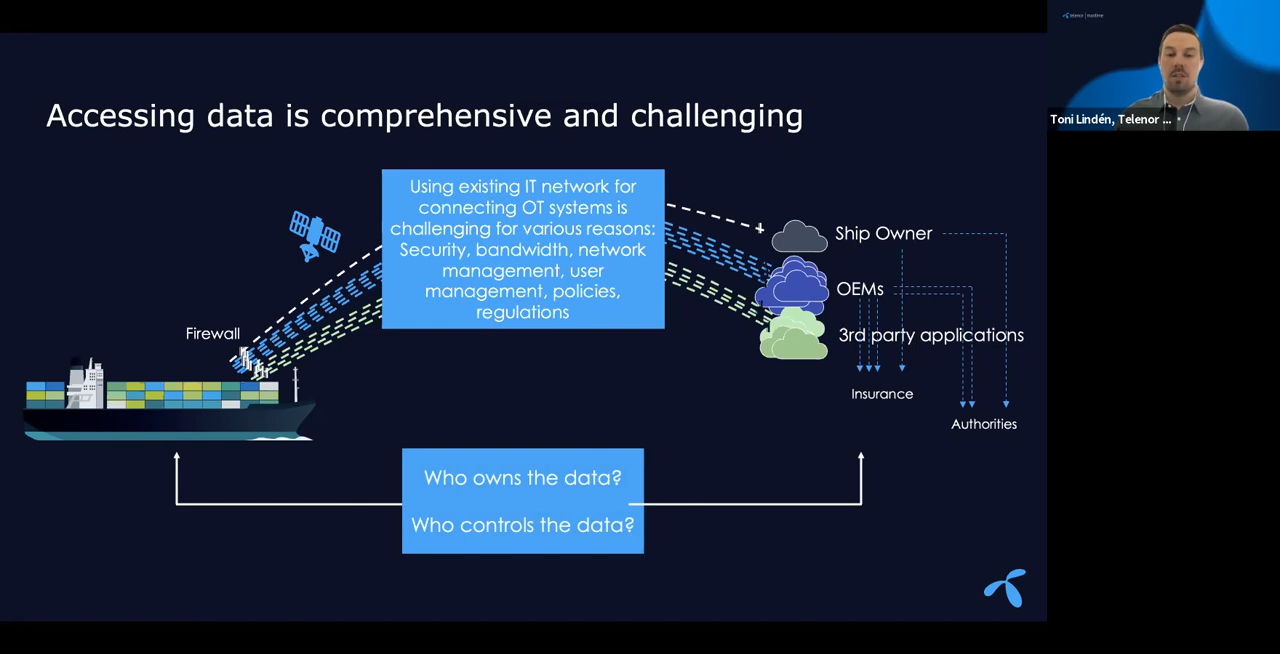 telenor | maritime
Toni Lindén, Telenor ...
Accessing data is comprehensive and challenging
Using existing IT network for
connecting OT systems is
challenging for various reasons:
Security, bandwidth, network
management, user
management, policies,
regulations
Ship Owner
OEMs
Firewall
3rd party applications
Insurance
Authorities
Who owns the data?
Who controls the data?